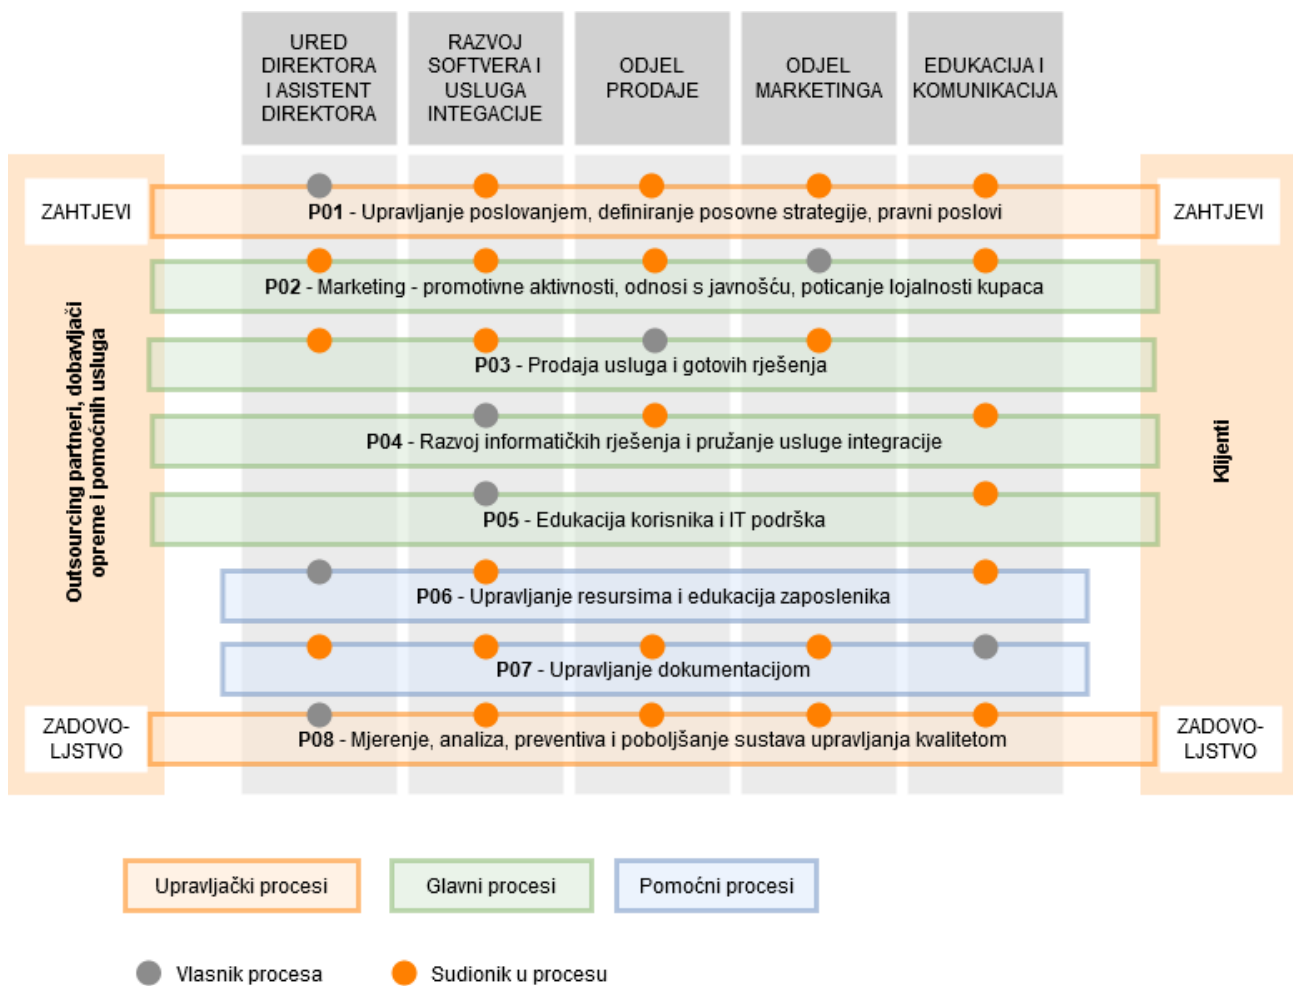 URED
DIREKTORA
I ASISTENT
DIREKTORA
RAZVOJ
SOFTVERA I
USLUGA
INTEGACIJE
ODJEL
PRODAJE
ODJEL
MARKETINGA
EDUKACIJA I
KOMUNIKACIJA
ZAHTJEVI
P01 - Upravljanje poslovanjem, definiranje posovne strategije, pravni poslovi
ZAHTJEVI
P02 - Marketing - promotivne aktivnosti, odnosi s javnošću, poticanje lojalnosti kupaca
P03 - Prodaja usluga i gotovih rješenja
Outsourcing partneri, dobavljači
opreme i pomoćnih usluga
P04 - Razvoj informatičkih rješenja i pružanje usluge integracije
Klijenti
P05 - Edukacija korisnika i IT podrška
P06 - Upravljanje resursima i edukacija zaposlenika
P07 - Upravljanje dokumentacijom
ZADOVO-
LJSTVO
P08 - Mjerenje, analiza, preventiva i poboljšanje sustava upravljanja kvalitetom
ZADOVO-
LJSTVO
Upravljački procesi
Glavni procesi
Pomoćni procesi
Vlasnik procesa
Sudionik u procesu